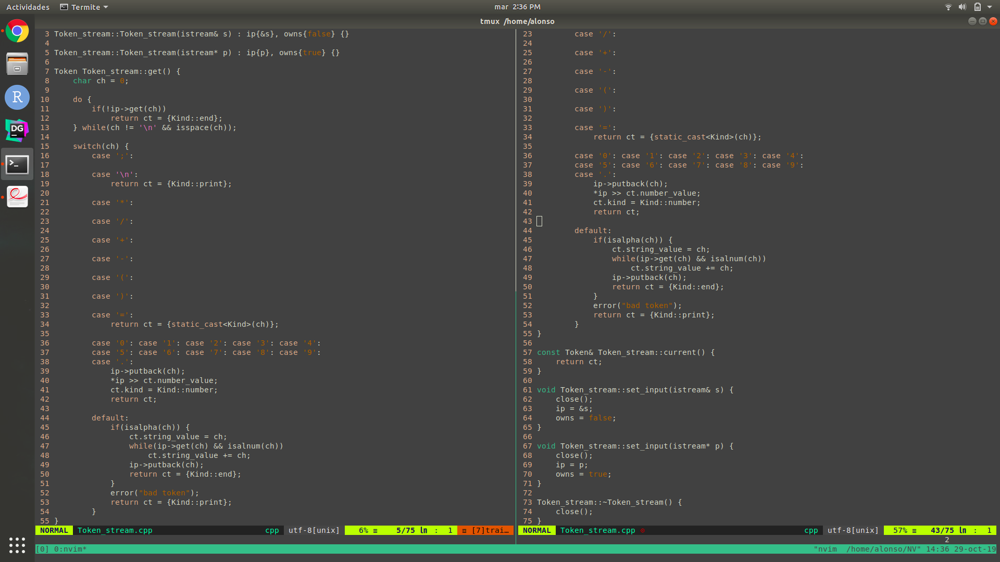 Actividades Termite mar 2:36 PM
tmux /home/alonso
R
DG
3 Token_stream::Token_stream(istream& s) : ip{&s}, owns{false} {}
4
5 Token_stream::Token_stream(istream* p) : ip{p}, owns{true} {}
6
7 Token Token_stream::get() {
8     char ch = 0;
9
10     do {
11         if(!ip->get(ch))
12             return ct = {Kind::end};
13     } while(ch != '\n' && isspace(ch));
14
15     switch(ch) {
16         case ';':
17
18         case '\n':
19             return ct = {Kind::print};
20
21         case '*':
22
23         case '/':
24
25         case '+':
26
27         case '-':
28
29         case '(':
30
31         case ')':
32
33         case '=':
34             return ct = {static_cast<Kind>(ch)};
35
36         case '0': case '1': case '2': case '3': case '4':
37         case '5': case '6': case '7': case '8': case '9':
38         case '.':
39             ip->putback(ch);
40             *ip >> ct.number_value;
41             ct.kind = Kind::number;
42             return ct;
43
44         default:
45             if(isalpha(ch)) {
46                 ct.string_value = ch;
47                 while(ip->get(ch) && isalnum(ch))
48                     ct.string_value += ch;
49                 ip->putback(ch);
50                 return ct = {Kind::end};
51             }
52             error("bad token");
53             return ct = {Kind::print};
54         }
55 }
NORMAL Token_stream.cpp cpp utf-8[unix] 6% ≡ 5/75 ㏑ : 1 ☲ [7]trai…
23         case '/':
24
25         case '+':
26
27         case '-':
28
29         case '(':
30
31         case ')':
32
33         case '=':
34             return ct = {static_cast<Kind>(ch)};
35
36         case '0': case '1': case '2': case '3': case '4':
37         case '5': case '6': case '7': case '8': case '9':
38         case '.':
39             ip->putback(ch);
40             *ip >> ct.number_value;
41             ct.kind = Kind::number;
42             return ct;
43
44         default:
45             if(isalpha(ch)) {
46                 ct.string_value = ch;
47                 while(ip->get(ch) && isalnum(ch))
48                     ct.string_value += ch;
49                 ip->putback(ch);
50                 return ct = {Kind::end};
51             }
52             error("bad token");
53             return ct = {Kind::print};
54         }
55 }
56
57 const Token& Token_stream::current() {
58     return ct;
59 }
60
61 void Token_stream::set_input(istream& s) {
62     close();
63     ip = &s;
64     owns = false;
65 }
66
67 void Token_stream::set_input(istream* p) {
68     close();
69     ip = p;
70     owns = true;
71 }
72
73 Token_stream::~Token_stream() {
74     close();
75 }
NORMAL Token_stream.cpp cpp utf-8[unix] 57% ≡ 43/75 ㏑ : 1
2
[0] 0:nvim* "nvim  /home/alonso/NV" 14:36 29-oct-19